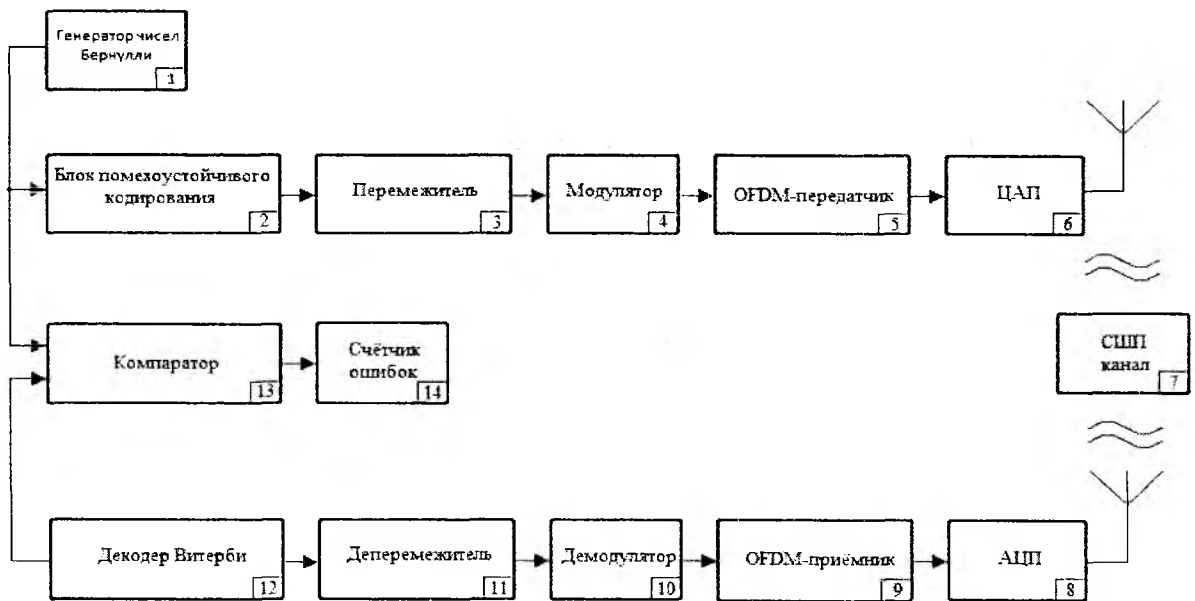 Генератор чисел
Бернулли
1
Блок помехоустойчивого
кодирования
2
Перемежитель
3
Модулятор
4
OFDM-передатчик
5
ЦАП
6
СШП
канал
7
Компаратор
13
Счётчик
ошибок
14
Декодер Витерби
12
Деперемежитель
11
Демодулятор
10
OFDM-приёмник
9
АЦП
8